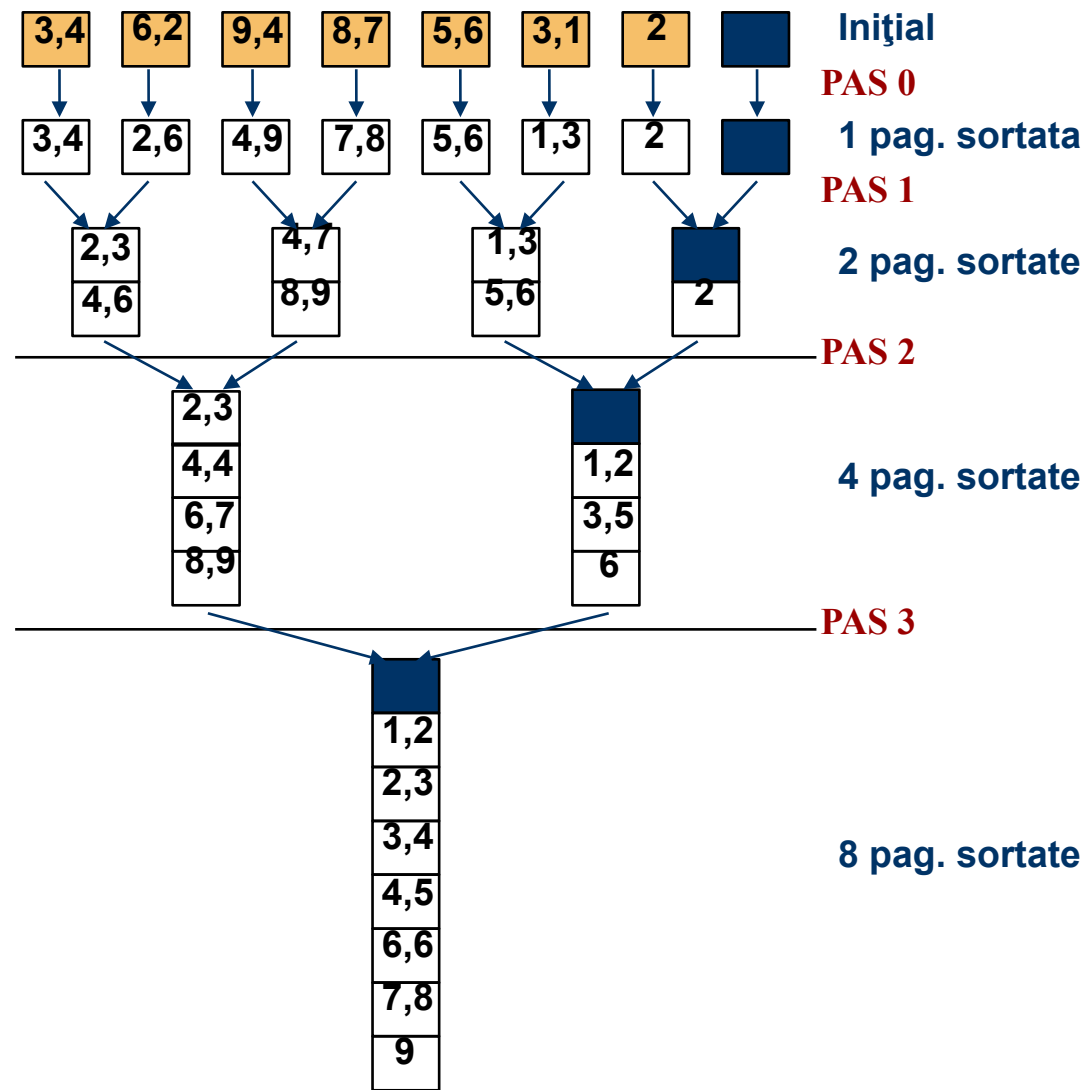 3,4 6,2 9,4 8,7 5,6 3,1 2 Iniţial
PAS 0
3,4 2,6 4,9 7,8 5,6 1,3 2 1 pag. sortata
PAS 1
2,3 4,7 1,3 2 pag. sortate
4,6 8,9 5,6 2
PAS 2
2,3
4,4 1,2 4 pag. sortate
6,7 3,5
8,9 6
PAS 3
1,2
2,3
3,4 8 pag. sortate
4,5
6,6
7,8
9